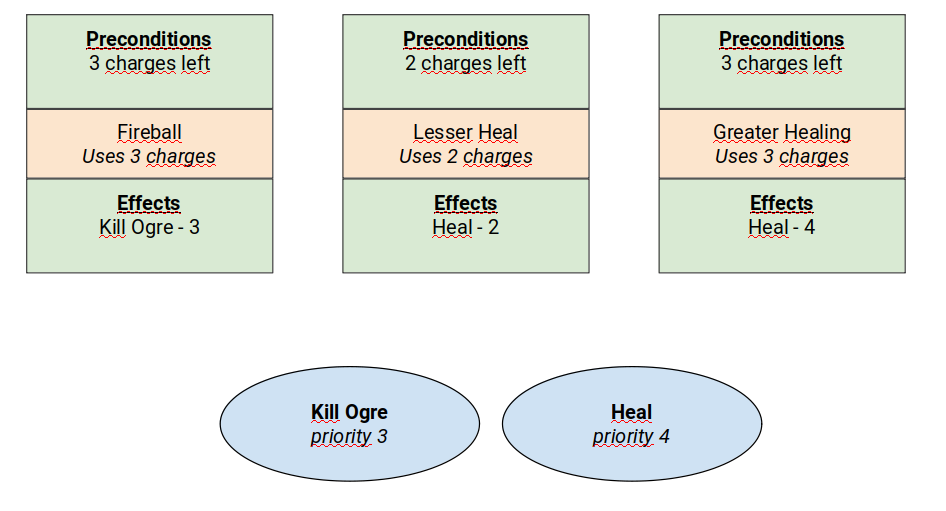 Preconditions
3 charges left
Fireball
Uses 3 charges
Effects
Kill Ogre - 3
Preconditions
2 charges left
Lesser Heal
Uses 2 charges
Effects
Heal - 2
Preconditions
3 charges left
Greater Healing
Uses 3 charges
Effects
Heal - 4
Kill Ogre
priority 3
Heal
priority 4